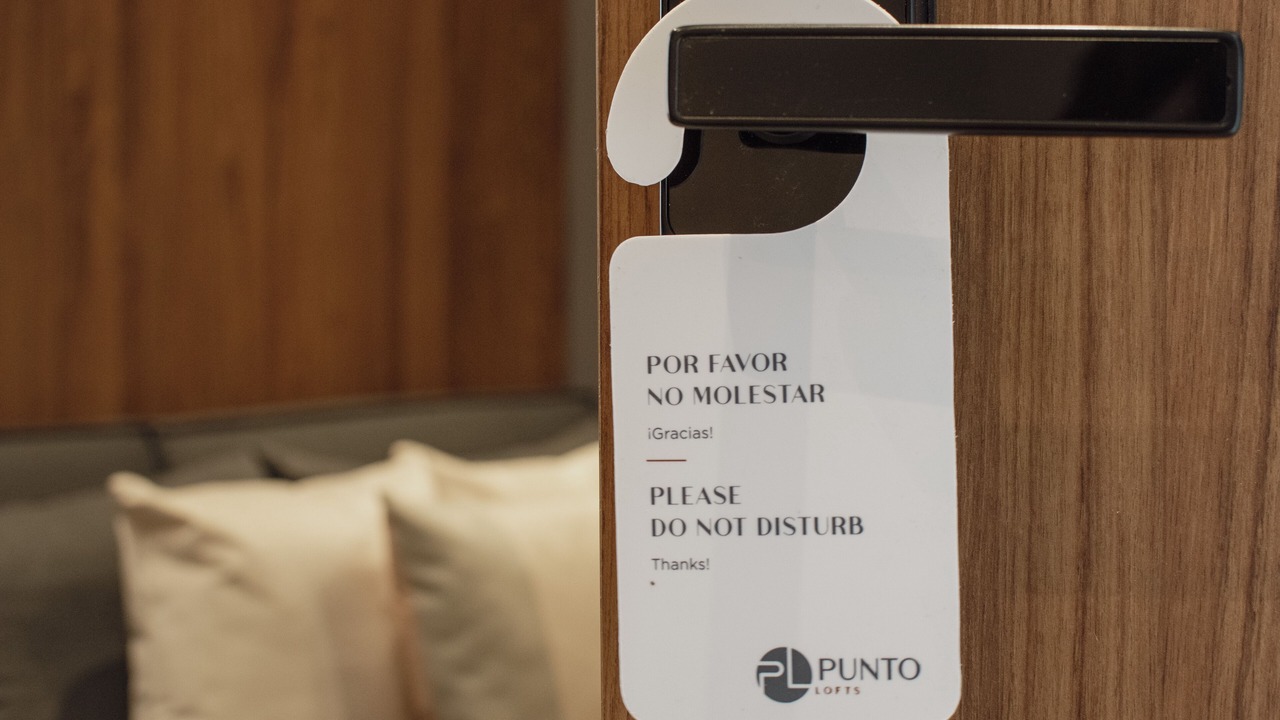 POR FAVOR
NO MOLESTAR
¡Gracias!
PLEASE
DO NOT DISTURB
Thanks!
PL PUNTO
LOFTS